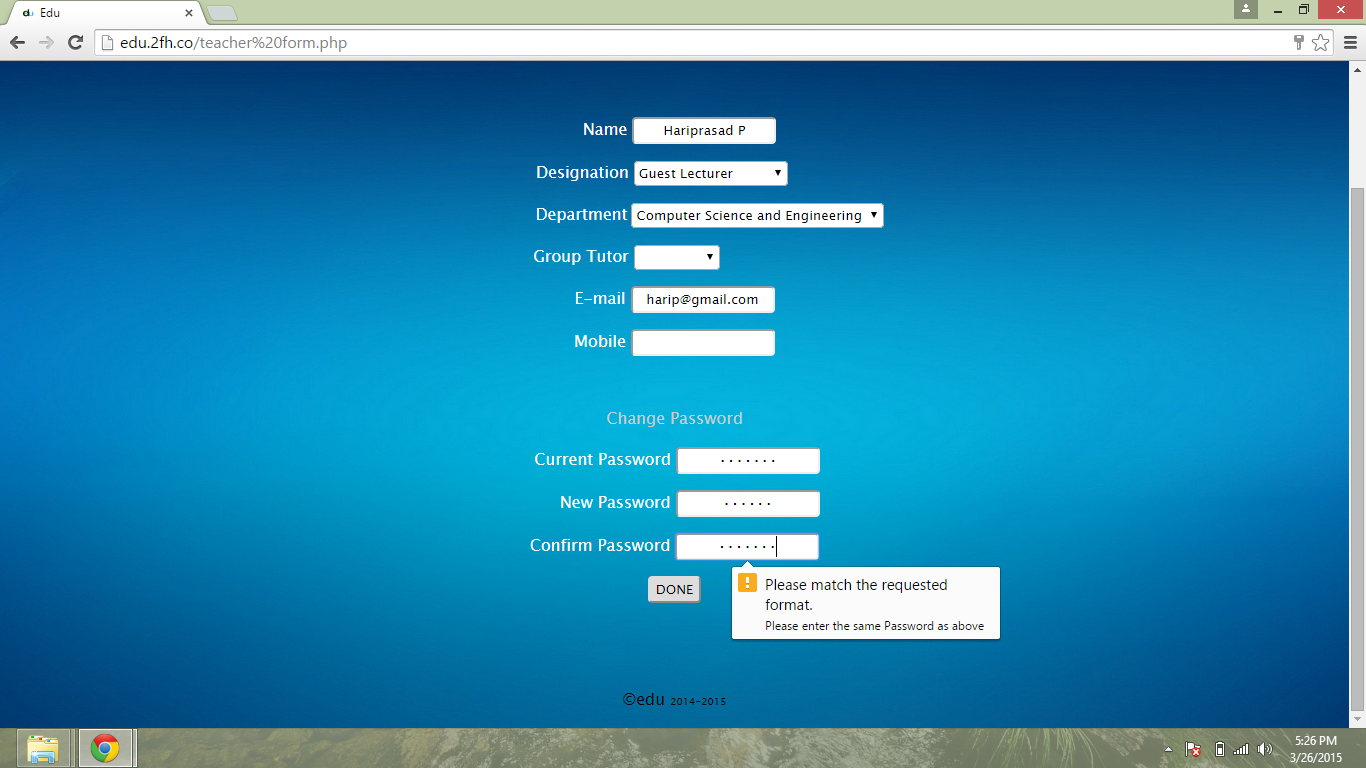 Edu
edu.2fh.co/teacher%20form.php
Name Hariprasad P
Designation Guest Lecturer
Department Computer Science and Engineering
Group Tutor
E-mail harip@gmail.com
Mobile
Change Password
Current Password ·······
New Password ······
Confirm Password ·······
DONE
Please match the requested
format.
Please enter the same Password as above
©edu 2014-2015
5:26 PM
3/26/2015